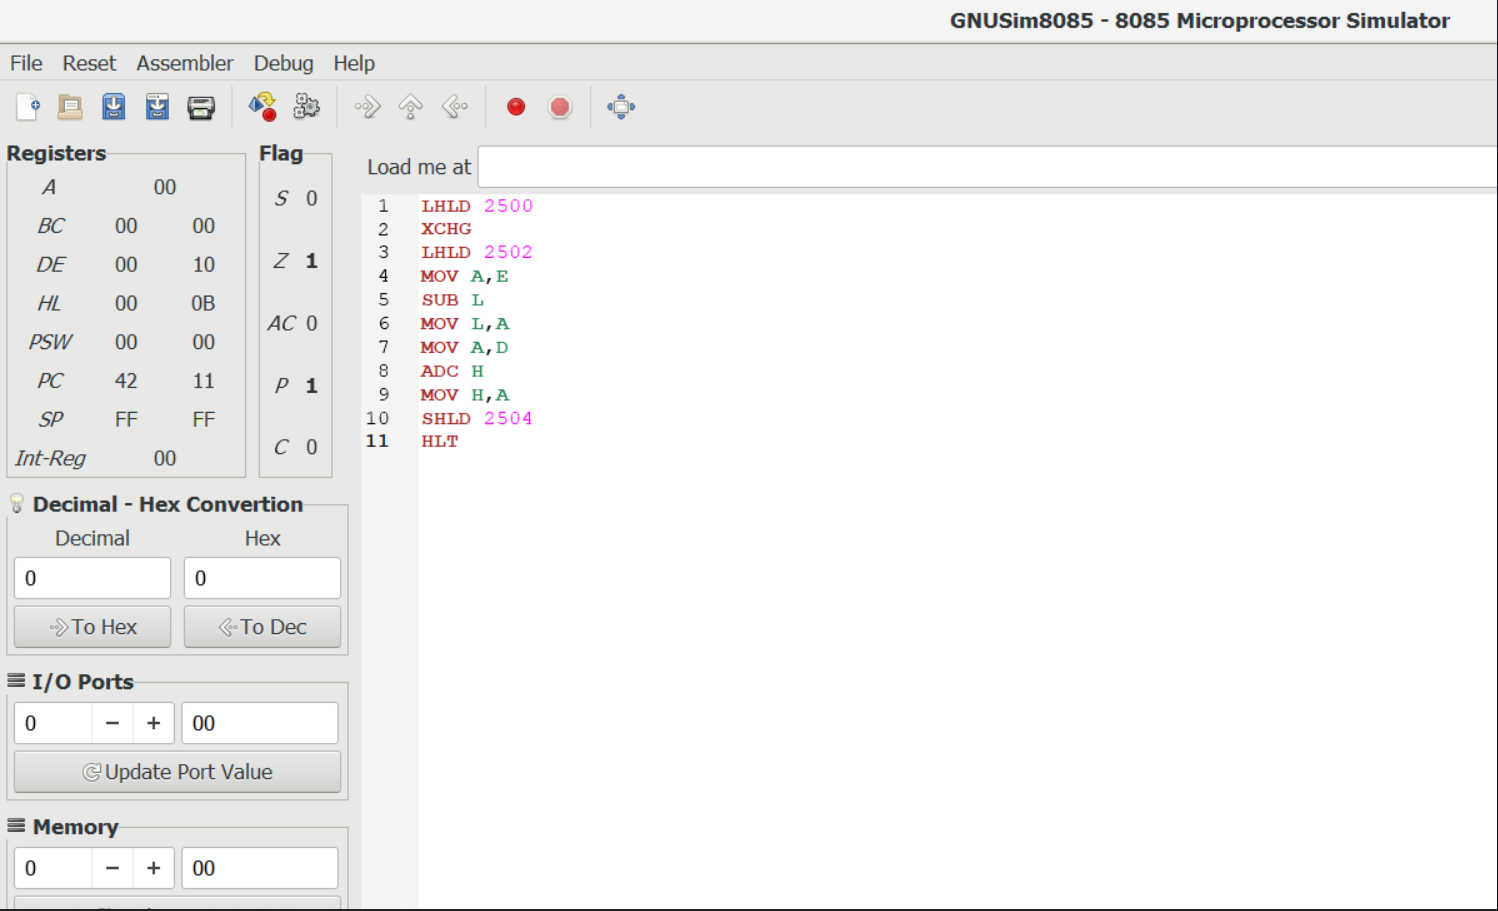 GNUSim8085 - 8085 Microprocessor Simulator
File Reset Assembler Debug Help
Registers
A 00
BC 00 00
DE 00 10
HL 00 0B
PSW 00 00
PC 42 11
SP FF FF
Int-Reg 00
Flag
S 0
Z 1
AC 0
P 1
C 0
Decimal - Hex Convertion
Decimal Hex
0 0
To Hex To Dec
I/O Ports
0 − + 00
Update Port Value
Memory
0 − + 00
Load me at
1 LHLD 2500
2 XCHG
3 LHLD 2502
4 MOV A,E
5 SUB L
6 MOV L,A
7 MOV A,D
8 ADC H
9 MOV H,A
10 SHLD 2504
11 HLT